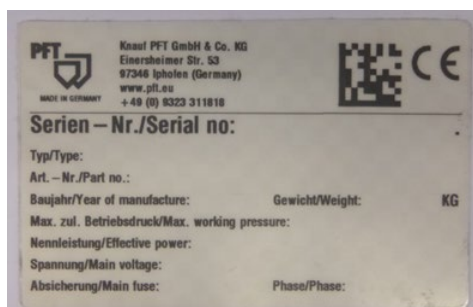 PFT
MADE IN GERMANY
Knauf PFT GmbH & Co. KG
Einersheimer Str. 53
97346 Iphofen (Germany)
www.pft.eu
+49 (0) 9323 311818
CE
Serien – Nr./Serial no:
Typ/Type:
Art. – Nr./Part no.:
Baujahr/Year of manufacture: Gewicht/Weight: KG
Max. zul. Betriebsdruck/Max. working pressure:
Nennleistung/Effective power:
Spannung/Main voltage:
Absicherung/Main fuse: Phase/Phase: